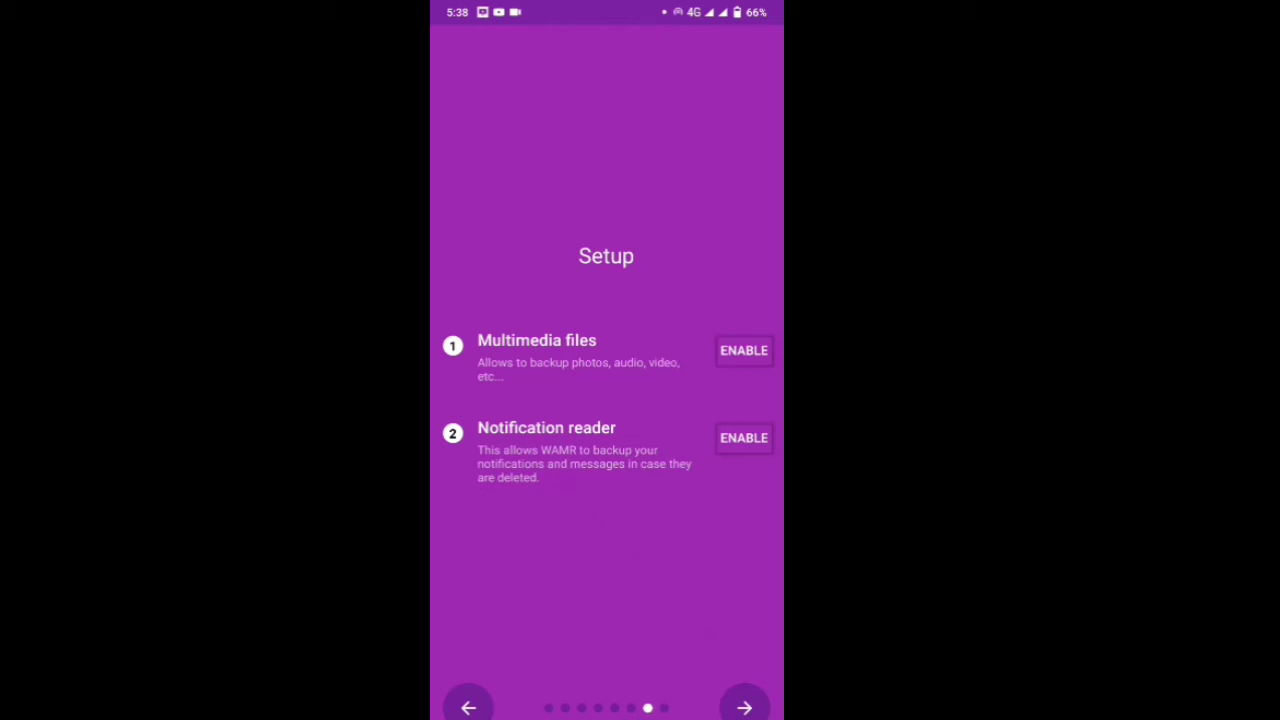 5:38 4G 66%
Setup
1 Multimedia files
Allows to backup photos, audio, video,
etc...
ENABLE
2 Notification reader
This allows WAMR to backup your
notifications and messages in case they
are deleted.
ENABLE